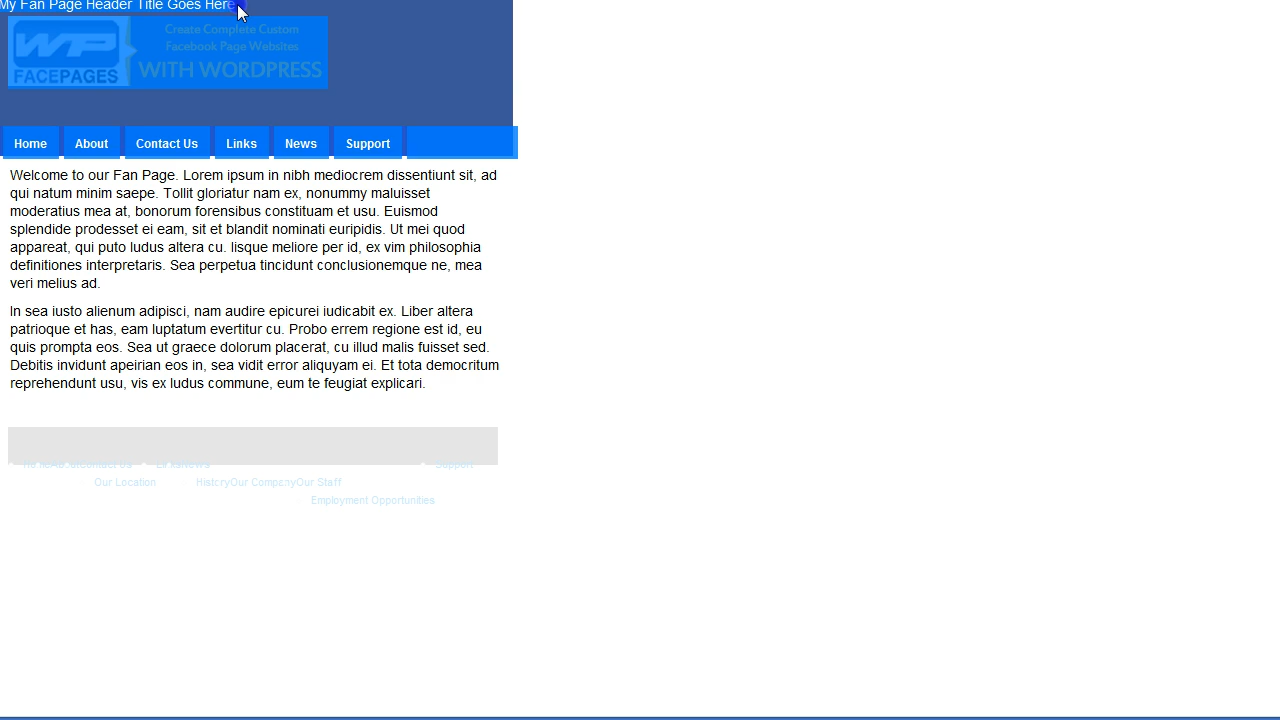 My Fan Page Header Title Goes Here
Create Complete Custom
Facebook Page Websites
WITH WORDPRESS
WP
FACEPAGES
Home About Contact Us Links News Support
Welcome to our Fan Page. Lorem ipsum in nibh mediocrem dissentiunt sit, ad
qui natum minim saepe. Tollit gloriatur nam ex, nonummy maluisset
moderatius mea at, bonorum forensibus constituam et usu. Euismod
splendide prodesset ei eam, sit et blandit nominati euripidis. Ut mei quod
appareat, qui puto ludus altera cu. Iisque meliore per id, ex vim philosophia
definitiones interpretaris. Sea perpetua tincidunt conclusionemque ne, mea
veri melius ad.
In sea iusto alienum adipisci, nam audire epicurei iudicabit ex. Liber altera
patrioque et has, eam luptatum evertitur cu. Probo errem regione est id, eu
quis prompta eos. Sea ut graece dolorum placerat, cu illud malis fuisset sed.
Debitis invidunt apeirian eos in, sea vidit error aliquyam ei. Et tota democritum
reprehendunt usu, vis ex ludus commune, eum te feugiat explicari.
HomeAboutContact Us LinksNews Support
Our Location HistoryOur CompanyOur Staff
Employment Opportunities